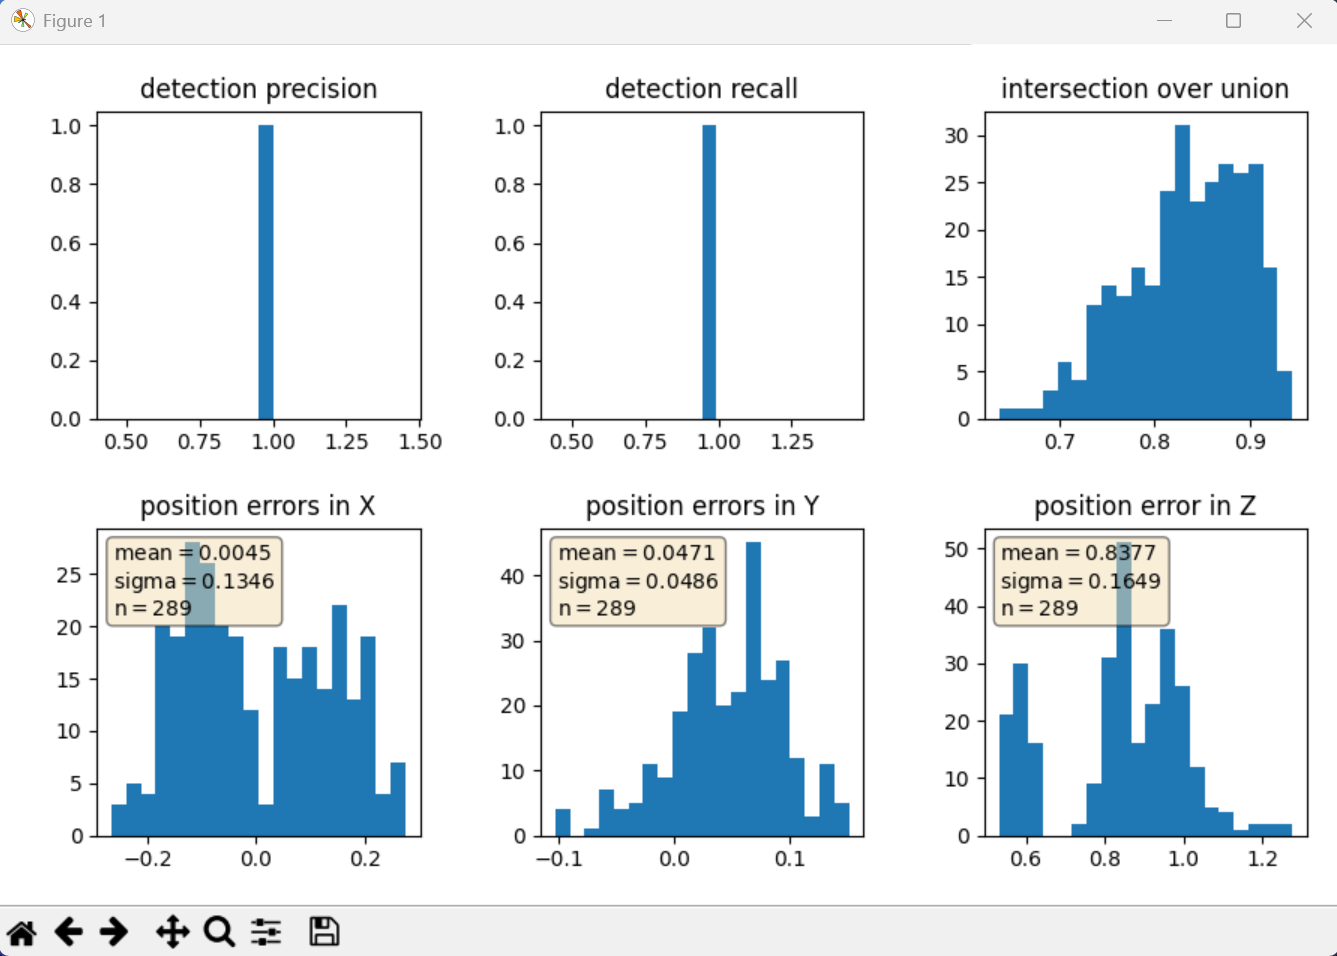 Figure 1
detection precision
1.0
0.8
0.6
0.4
0.2
0.0
0.50 0.75 1.00 1.25 1.50
detection recall
1.0
0.8
0.6
0.4
0.2
0.0
0.50 0.75 1.00 1.25
intersection over union
30
25
20
15
10
5
0
0.7 0.8 0.9
position errors in X
mean = 0.0045
sigma = 0.1346
n = 289
25
20
15
10
5
0
−0.2 0.0 0.2
position errors in Y
mean = 0.0471
sigma = 0.0486
n = 289
40
30
20
10
0
−0.1 0.0 0.1
position error in Z
mean = 0.8377
sigma = 0.1649
n = 289
50
40
30
20
10
0
0.6 0.8 1.0 1.2